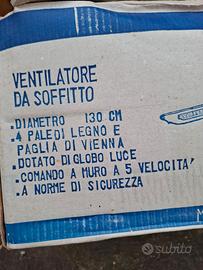 VENTILATORE
DA SOFFITTO
.DIAMETRO 130 CM
.4 PALE DI LEGNO E
PAGLIA DI VIENNA
.DOTATO DI GLOBO LUCE
.COMANDO A MURO A 5 VELOCITA'
.A NORME DI SICUREZZA
subito